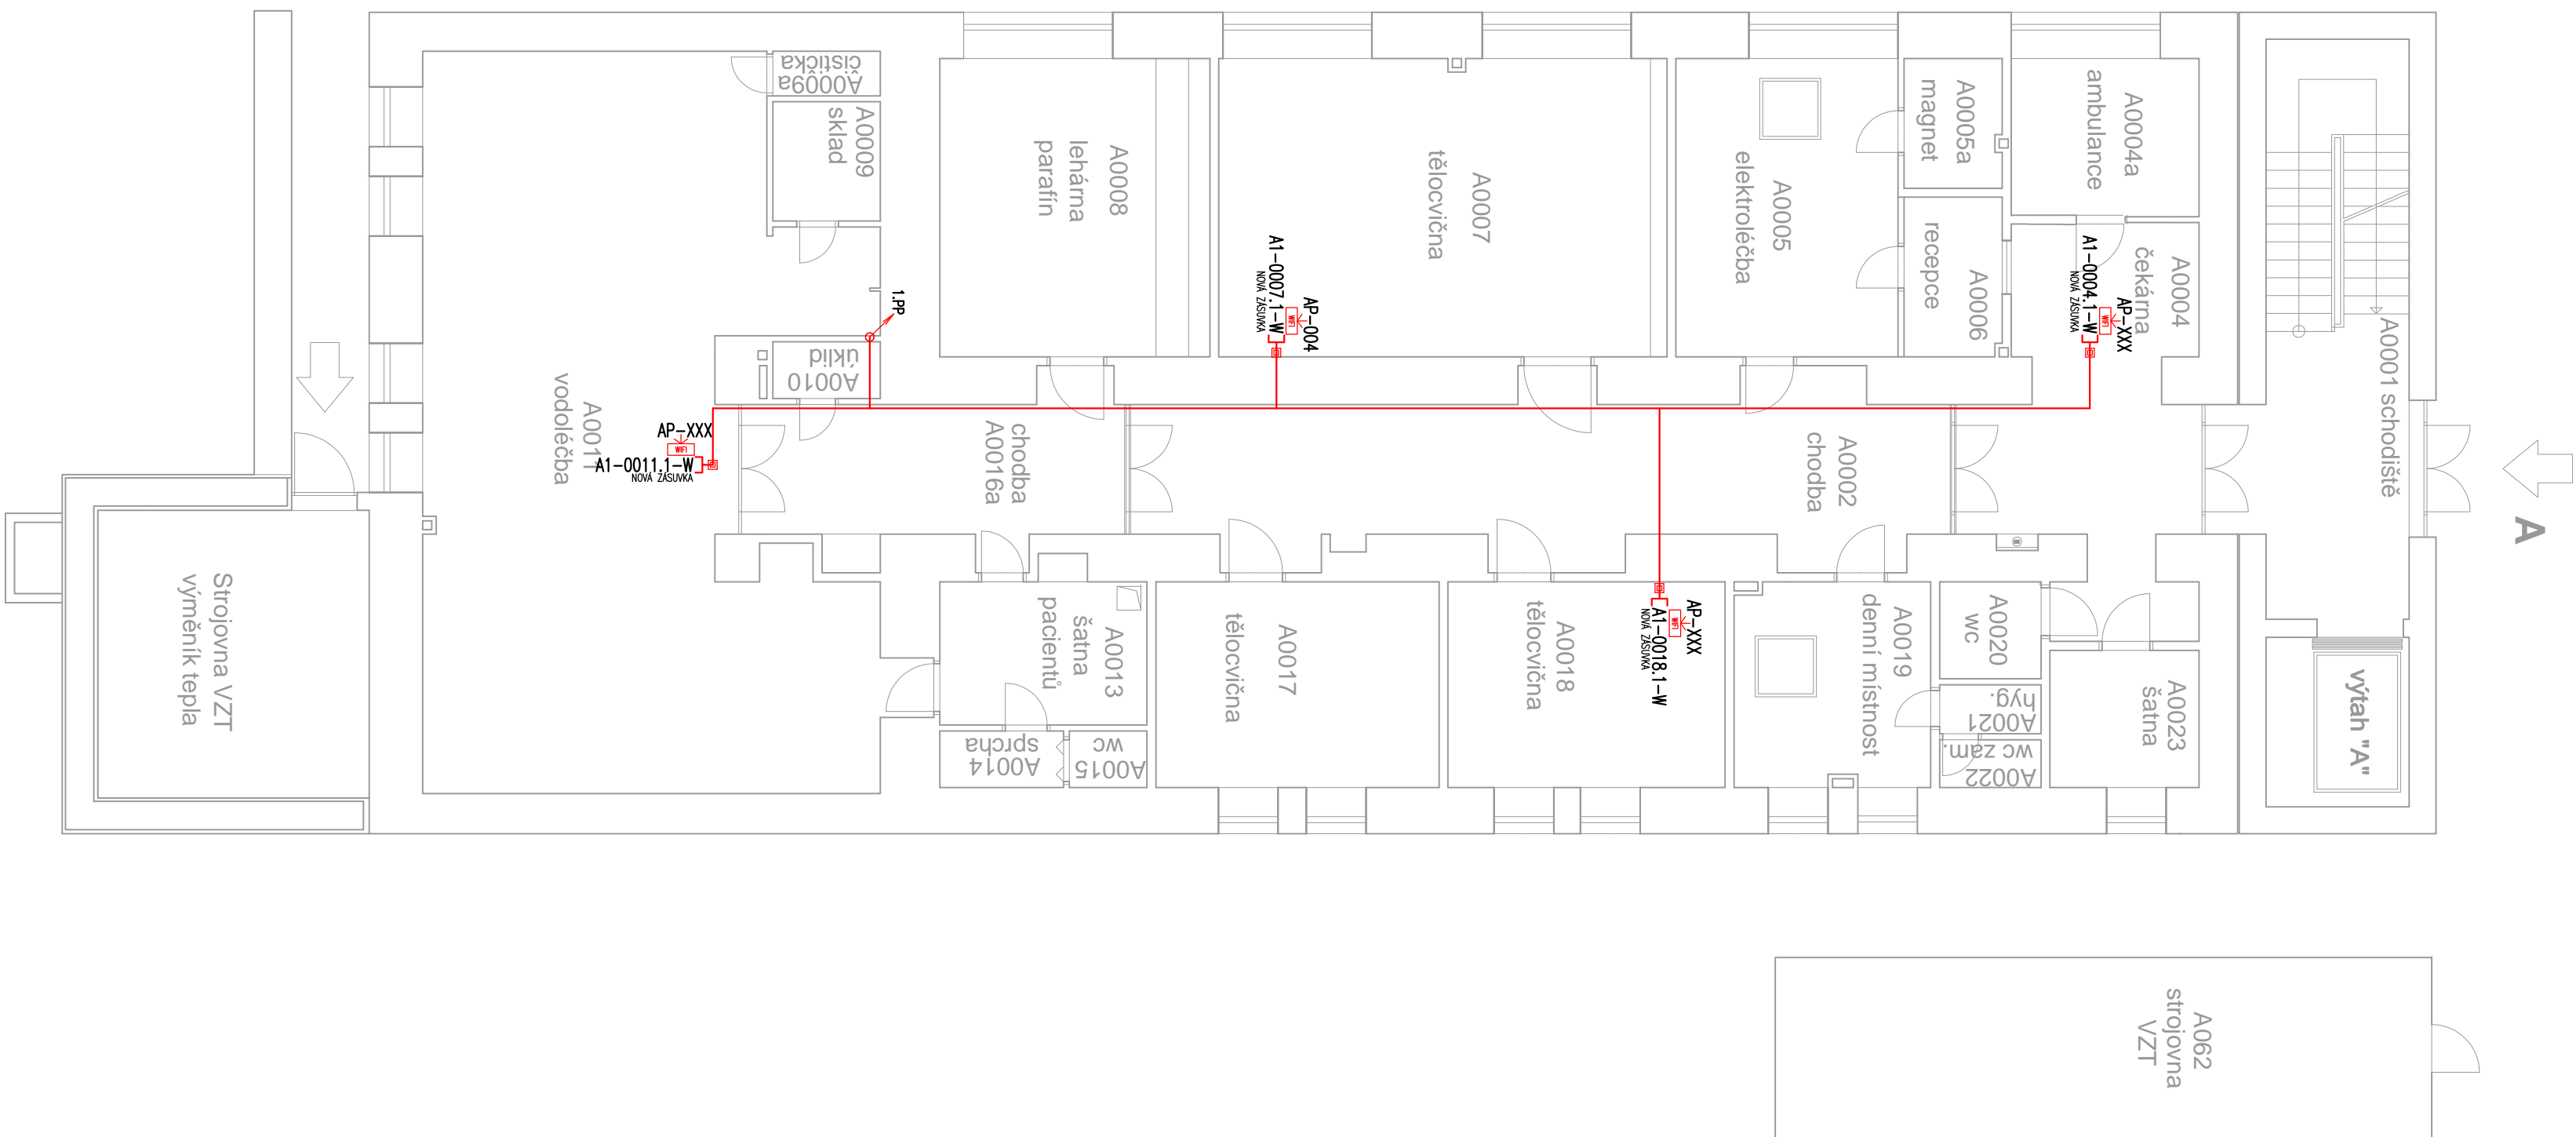 A0009a
čistička
A0009
sklad
A0008
lehárna
parafín
A0007
tělocvična
A0005
elektroléčba
A0005a
magnet
A0004a
ambulance
A0006
recepce
A0004
čekárna
A0001 schodiště
A1-0007.1-W
NOVÁ ZÁSUVKA
WIFI
AP-004
A1-0004.1-W
NOVÁ ZÁSUVKA
WIFI
AP-XXX
1.PP
A0010
úklid
A0011
vodoléčba
AP-XXX
WIFI
A1-0011.1-W
NOVÁ ZÁSUVKA
chodba
A0016a
A0002
chodba
A
Strojovna VZT
výměník tepla
A0013
šatna
pacientů
A0014
sprcha
A0015
wc
A0017
tělocvična
A0018
tělocvična
AP-XXX
WIFI
A1-0018.1-W
NOVÁ ZÁSUVKA
A0019
denní místnost
A0020
wc
A0021
hyg.
A0022
wc zam.
A0023
šatna
výtah "A"
A062
strojovna
VZT